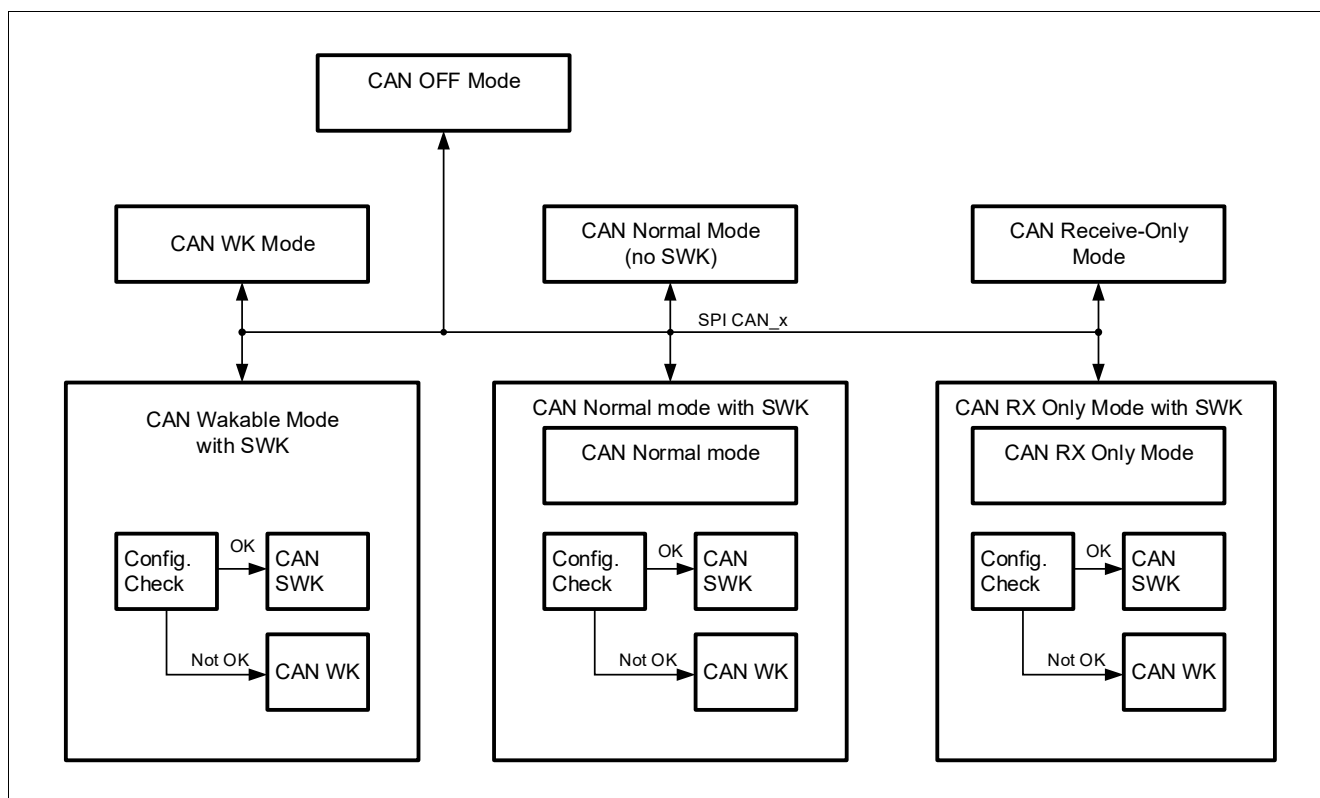 CAN OFF Mode
CAN WK Mode
CAN Normal Mode
(no SWK)
CAN Receive-Only
Mode
SPI CAN_x
CAN Wakable Mode
with SWK
Config.
Check
OK
CAN
SWK
Not OK
CAN WK
CAN Normal mode with SWK
CAN Normal mode
Config.
Check
OK
CAN
SWK
Not OK
CAN WK
CAN RX Only Mode with SWK
CAN RX Only Mode
Config.
Check
OK
CAN
SWK
Not OK
CAN WK